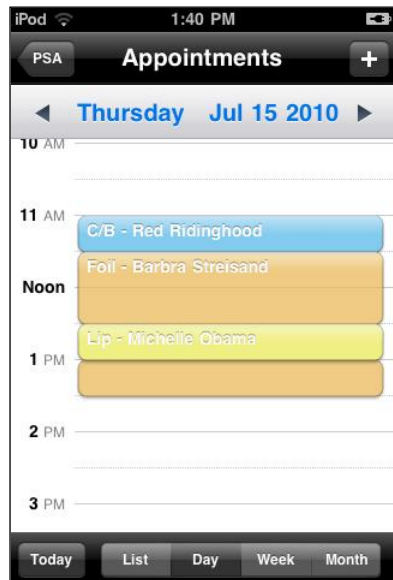 iPod 1:40 PM
PSA Appointments +
Thursday Jul 15 2010
10 AM
11 AM
C/B - Red Ridinghood
Foil - Barbra Streisand
Noon
Lip - Michelle Obama
1 PM
2 PM
3 PM
Today List Day Week Month